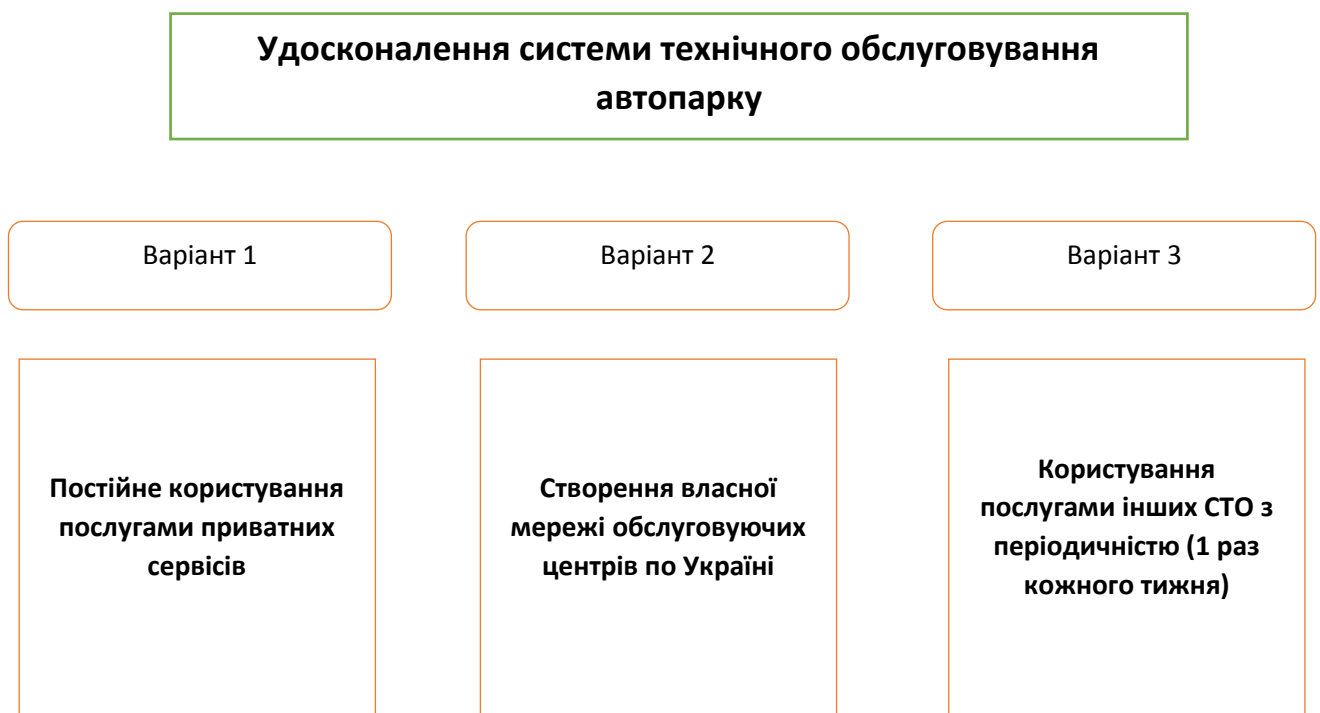 Удосконалення системи технічного обслуговування
автопарку
Варіант 1
Варіант 2
Варіант 3
Постійне користування
послугами приватних
сервісів
Створення власної
мережі обслуговуючих
центрів по Україні
Користування
послугами інших СТО з
періодичністю (1 раз
кожного тижня)